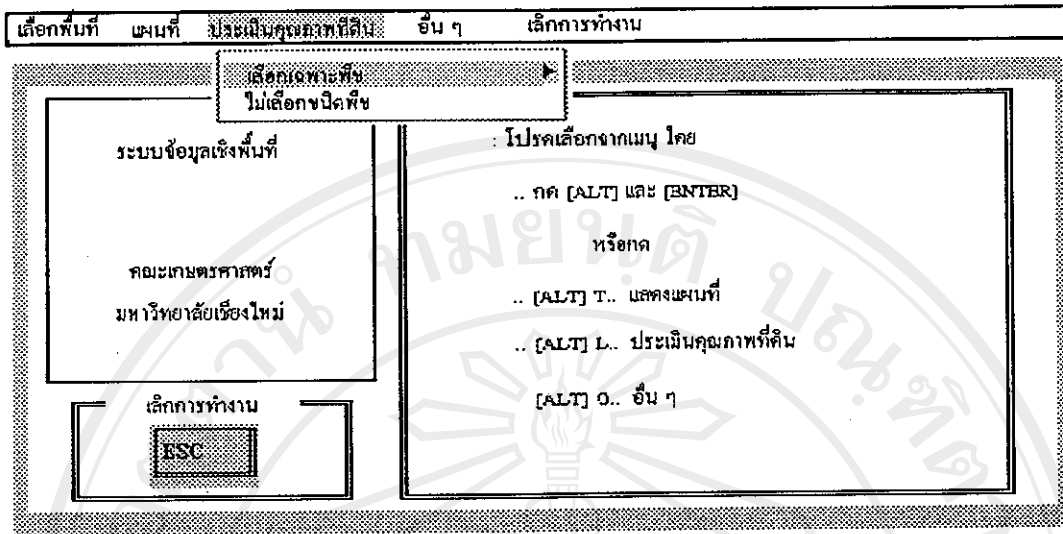 เลือกพื้นที่ แผนที่ ประเมินคุณภาพที่ดิน อื่น ๆ เลิกการทำงาน
เลือกเฉพาะพืช
ไม่เลือกชนิดพืช
ระบบข้อมูลเชิงพื้นที่
คณะเกษตรศาสตร์
มหาวิทยาลัยเชียงใหม่
เลิกการทำงาน
ESC
: โปรดเลือกจากเมนู โดย
.. กด [ALT] และ [ENTER]
หรือกด
.. [ALT] T.. แสดงแผนที่
.. [ALT] L.. ประเมินคุณภาพที่ดิน
[ALT] O.. อื่น ๆ